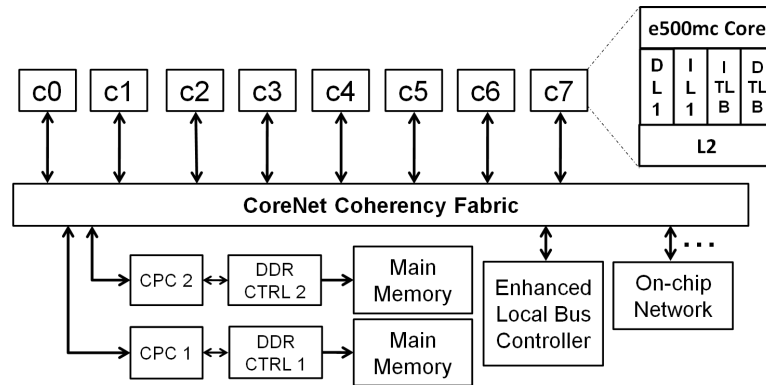 e500mc Core
c0 c1 c2 c3 c4 c5 c6 c7
D I I D
L L TL TL
1 1 B B
L2
CoreNet Coherency Fabric
CPC 2
DDR
CTRL 2
Main
Memory
CPC 1
DDR
CTRL 1
Main
Memory
Enhanced
Local Bus
Controller
On-chip
Network
...